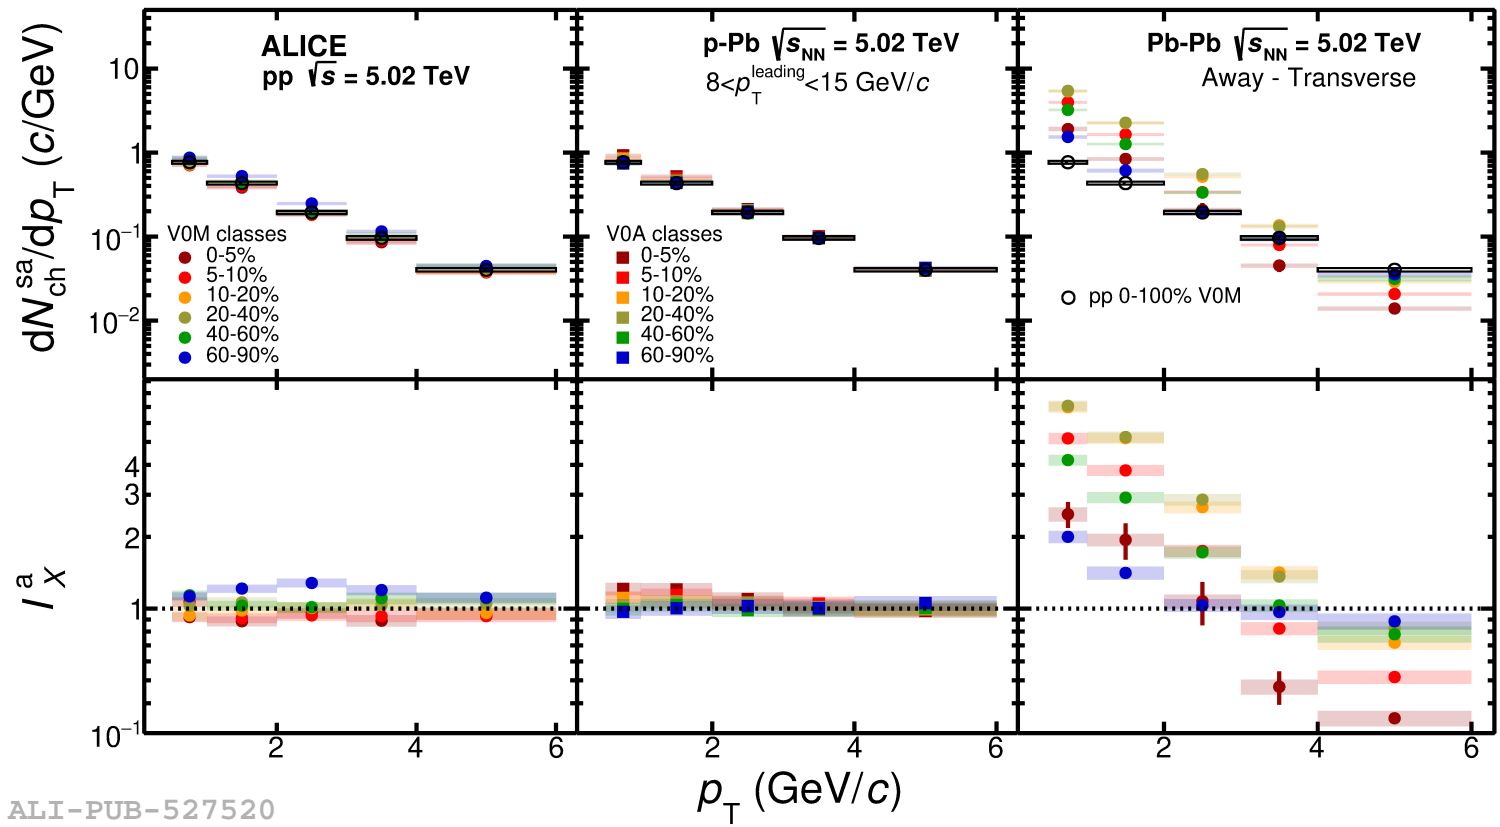 ALICE
pp √s = 5.02 TeV
p-Pb √sNN = 5.02 TeV
8<pTleading<15 GeV/c
Pb-Pb √sNN = 5.02 TeV
Away - Transverse
dNchsa/dpT (c/GeV)
10
1
10−1
10−2
V0M classes
0-5%
5-10%
10-20%
20-40%
40-60%
60-90%
V0A classes
0-5%
5-10%
10-20%
20-40%
40-60%
60-90%
pp 0-100% V0M
IXa
4
3
2
1
10−1
2 4 2 4 6 2 4 6
pT (GeV/c)
ALI-PUB-527520